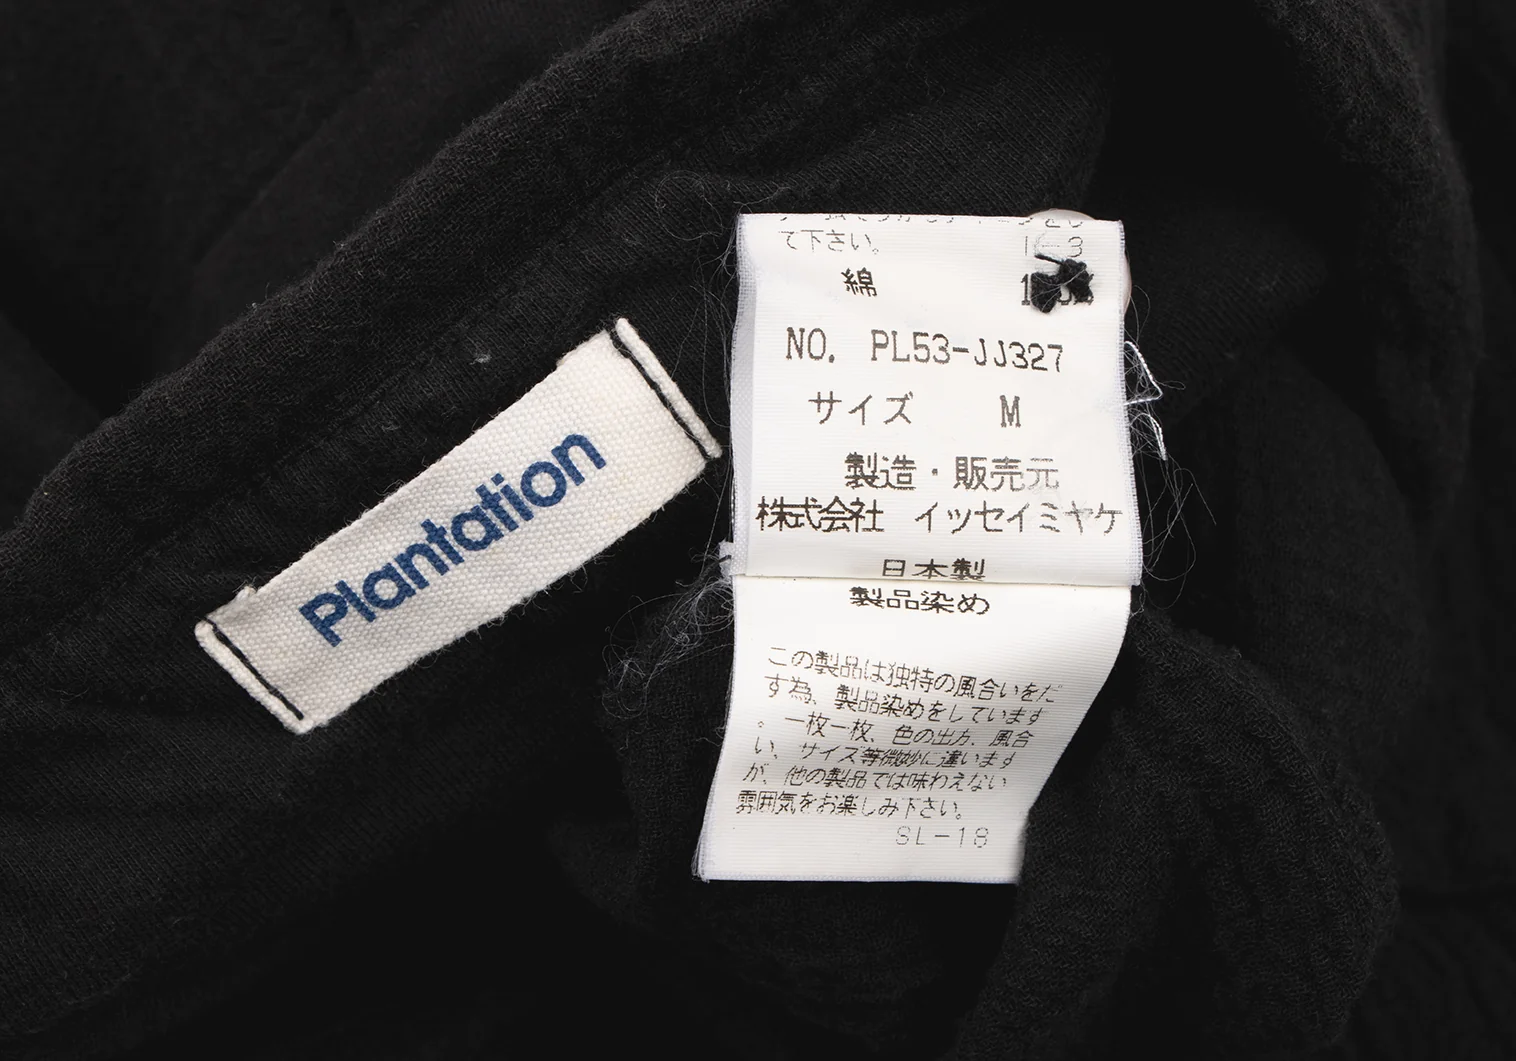 Plantation
て下さい。
綿
NO. PL53-JJ327
サイズ M
製造・販売元
株式会社 イッセイミヤケ
日本製
製品染め
この製品は独特の風合いをだ
す為、製品染めをしています
。一枚一枚、色の出方、風合
い、サイズ等微妙に違います
が、他の製品では味わえない
雰囲気をお楽しみ下さい。
SL-18